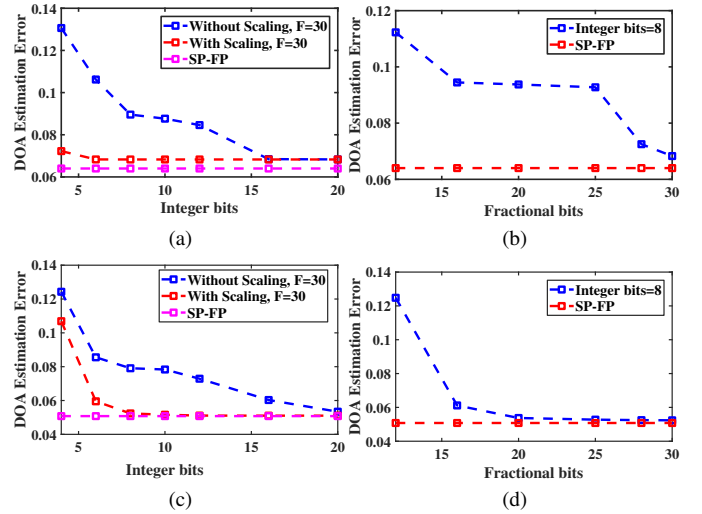 0.14
0.12
0.1
0.08
0.06
DOA Estimation Error
Without Scaling, F=30
With Scaling, F=30
SP-FP
5
10
15
20
Integer bits
(a)
0.12
0.1
0.08
0.06
DOA Estimation Error
Integer bits=8
SP-FP
15
20
25
30
Fractional bits
(b)
0.14
0.12
0.1
0.08
0.06
0.04
DOA Estimation Error
Without Scaling, F=30
With Scaling, F=30
SP-FP
5
10
15
20
Integer bits
(c)
0.14
0.12
0.1
0.08
0.06
0.04
DOA Estimation Error
Integer bits=8
SP-FP
15
20
25
30
Fractional bits
(d)